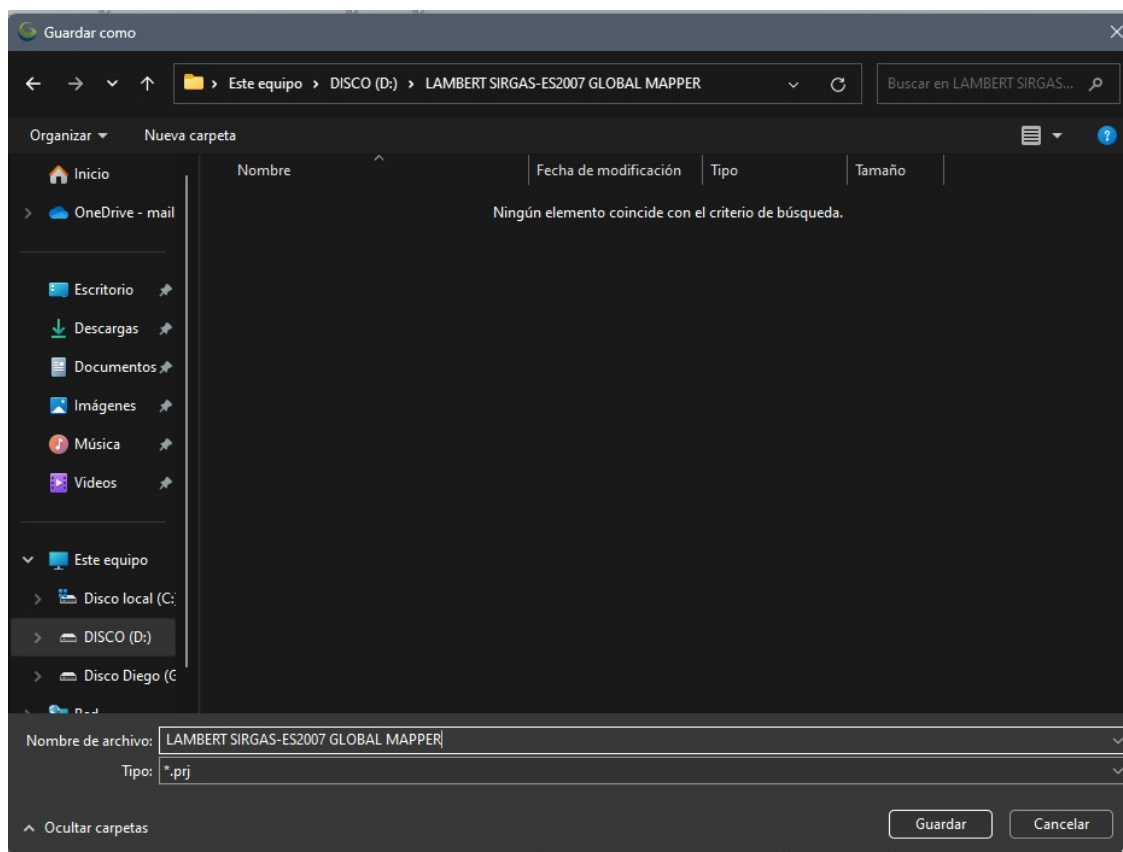 Guardar como
Este equipo > DISCO (D:) > LAMBERT SIRGAS-ES2007 GLOBAL MAPPER
Buscar en LAMBERT SIRGAS...
Organizar
Nueva carpeta
Nombre
Fecha de modificación
Tipo
Tamaño
Ningún elemento coincide con el criterio de búsqueda.
Inicio
OneDrive - mail
Escritorio
Descargas
Documentos
Imágenes
Música
Videos
Este equipo
Disco local (C:
DISCO (D:)
Disco Diego (G
Nombre de archivo: LAMBERT SIRGAS-ES2007 GLOBAL MAPPER
Tipo: *.prj
Ocultar carpetas
Guardar
Cancelar